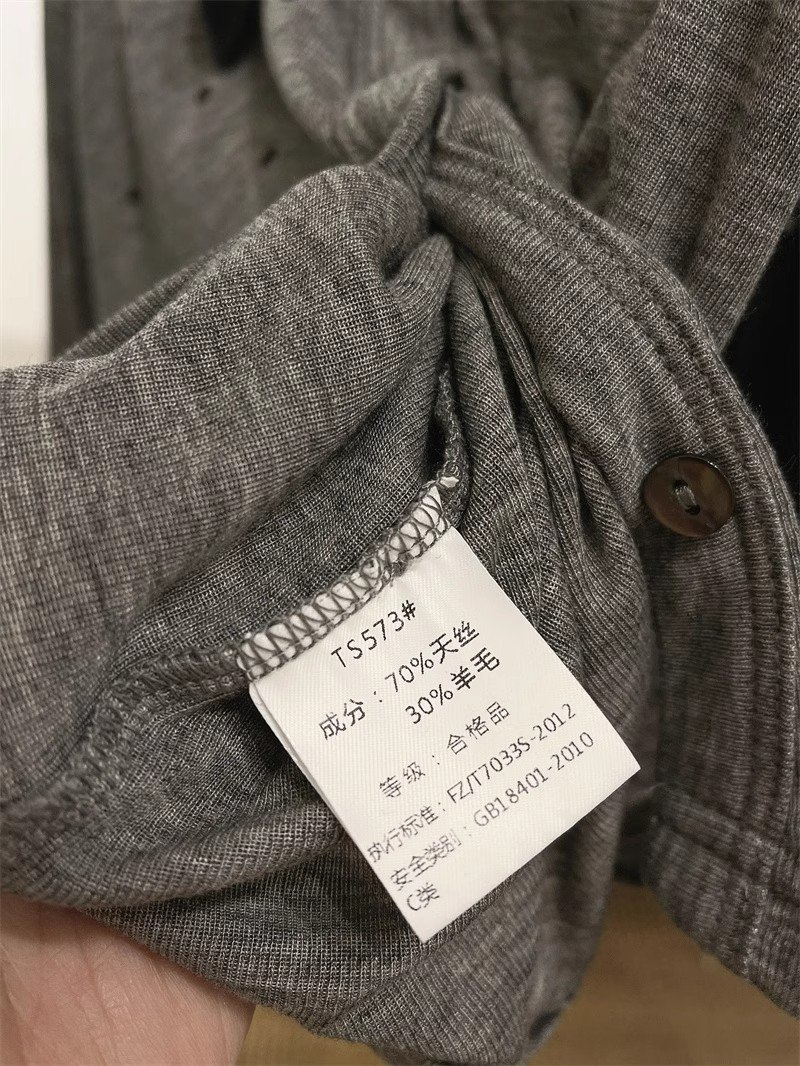 TS573#
成分：70%天丝
30%羊毛
等级：合格品
执行标准：FZ/T7033S-2012
安全类别：GB18401-2010
C类